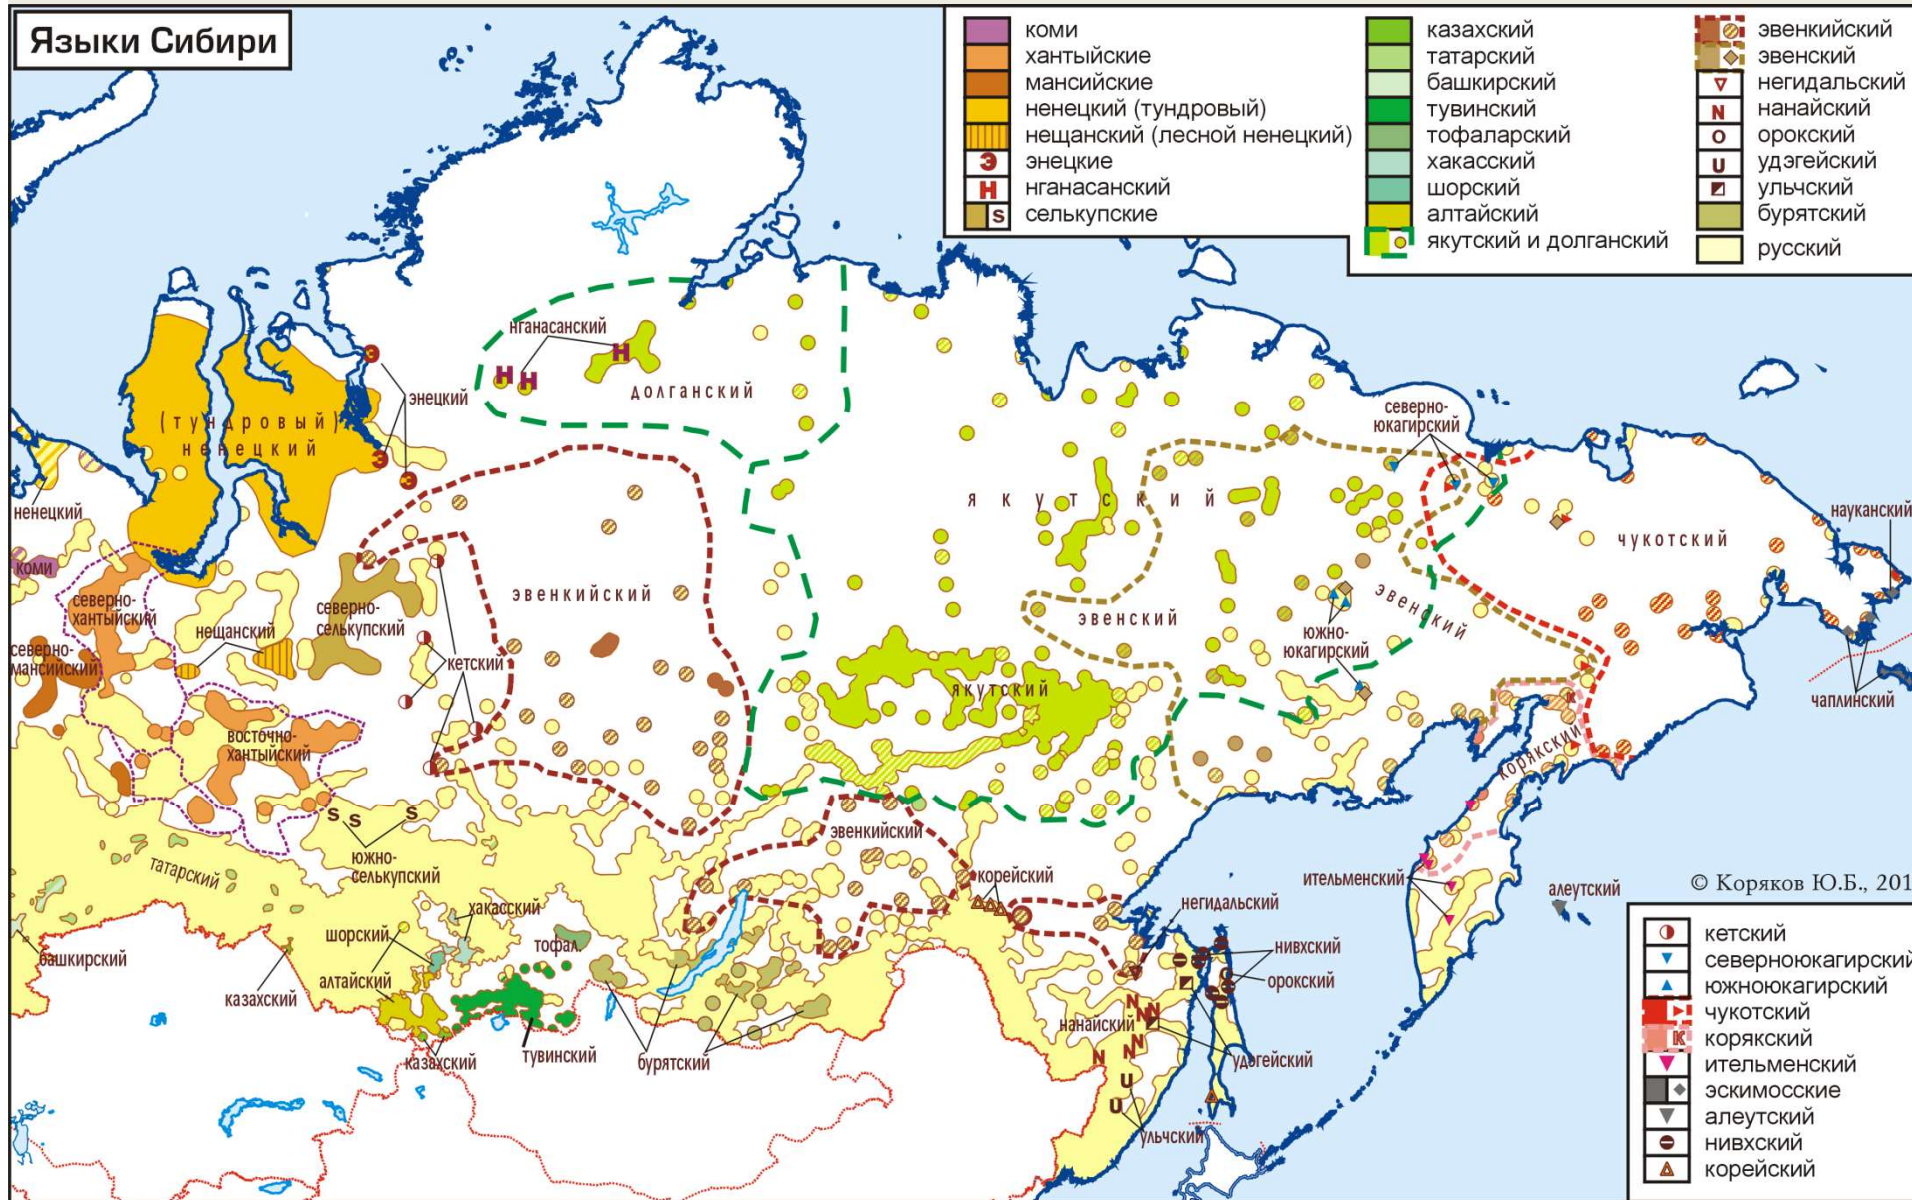 Языки Сибири
коми
хантыйские
мансийские
ненецкий (тундровый)
нещанский (лесной ненецкий)
Э энецкие
Н нганасанский
S селькупские
казахский
татарский
башкирский
тувинский
тофаларский
хакасский
шорский
алтайский
якутский и долганский
эвенкийский
эвенский
негидальский
N нанайский
O орокский
U удэгейский
ульчский
бурятский
русский
нганасанский
Н
Н Н
долганский
Э
энецкий
(тундровый)
ненецкий
Э
Э
ненецкий
коми
северно-
хантыйский
северно-
мансийский
нещанский
северно-
селькупский
кетский
восточно-
хантыйский
эвенкийский
якутский
северно-
юкагирский
чукотский
науканский
эвенский
эвенский
южно-
юкагирский
якутский
чаплинский
корякский
S S S
южно-
селькупский
татарский
эвенкийский
корейский
ительменский
алеутский
© Коряков Ю.Б., 201
негидальский
хакасский
шорский
тофал.
нивхский
башкирский
алтайский
орокский
казахский
N
N N
нанайский
N
N N
казахский
тувинский
бурятский
удэгейский
U
U
ульчский
кетский
северноюкагирский
южноюкагирский
чукотский
K корякский
ительменский
эскимосские
алеутский
нивхский
корейский